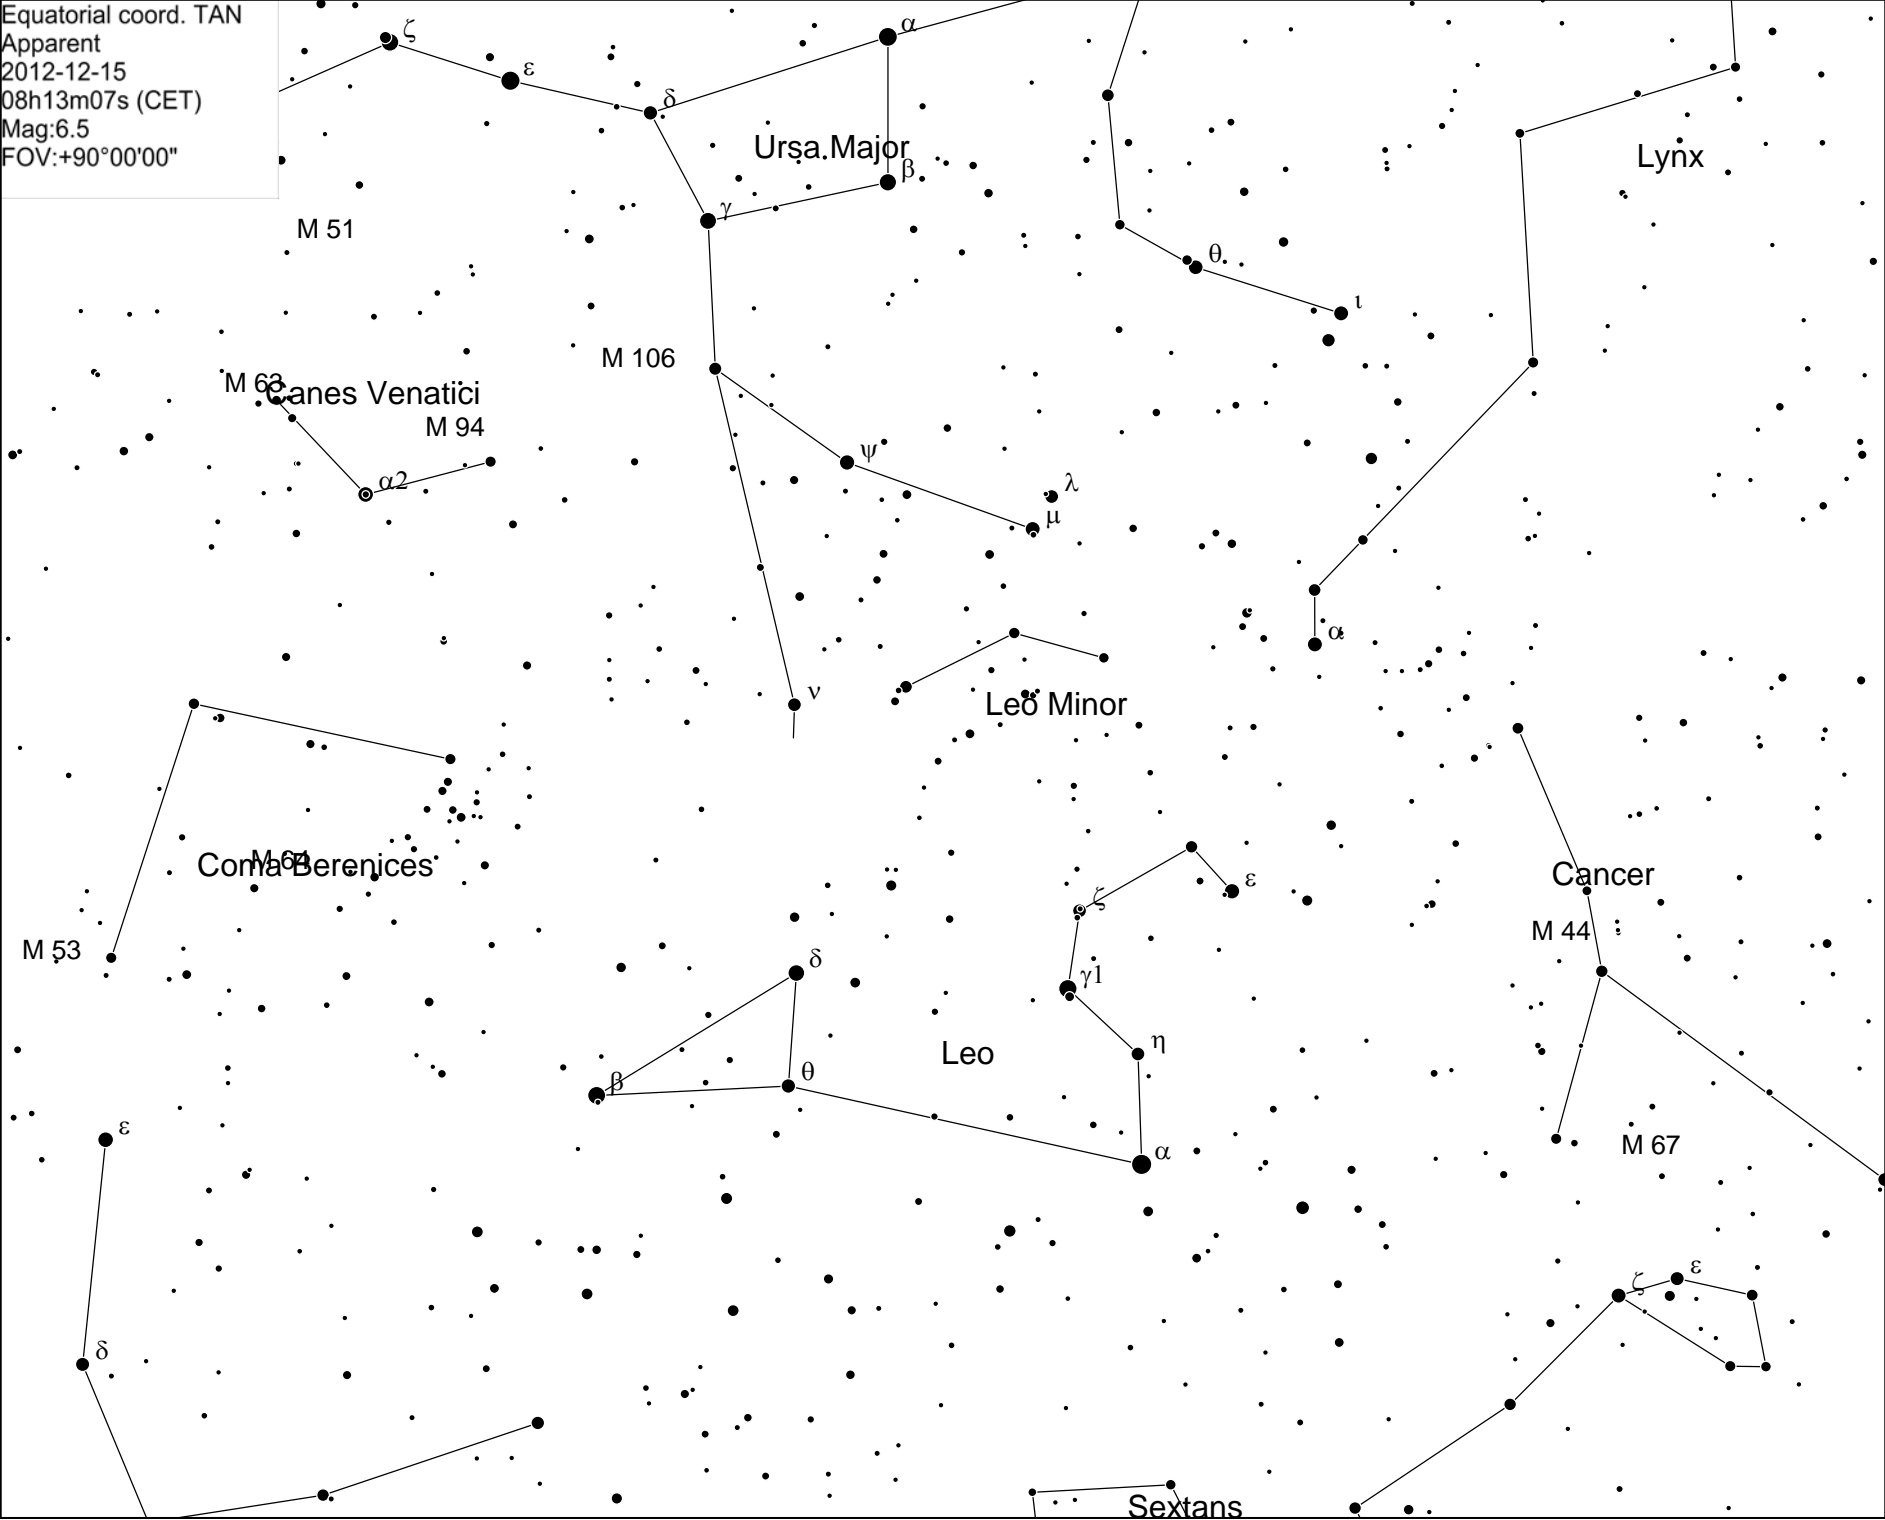 Equatorial coord. TAN
Apparent
2012-12-15
08h13m07s (CET)
Mag:6.5
FOV:+90°00'00"
ζ
α
ε
δ
Ursa Major
Lynx
β
γ
M 51
θ
ι
M 106
M 63
Canes Venatici
M 94
ψ
α2
λ
μ
α
ν
Leo Minor
M 64
Coma Berenices
Cancer
ε
ζ
M 44
M 53
δ
γ1
η
Leo
θ
β
ε
α
M 67
ε
ζ
δ
Sextans